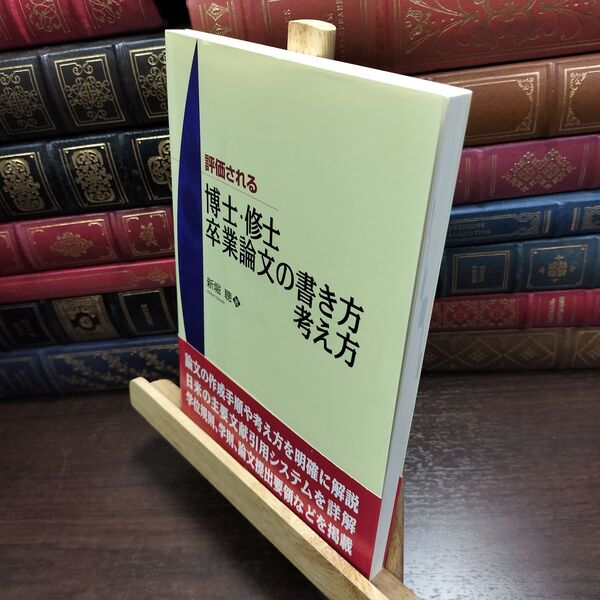 評価される
博士・修士
卒業論文の書き方
考え方
新堀 聰 著
論文の作成手順や考え方を明確に解説
日米の主要文献引用システムを詳解
学位規則、学則、論文提出要領などを掲載